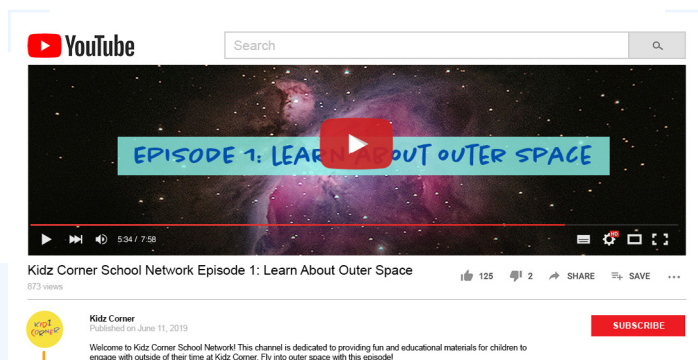 YouTube
Search
EPISODE 1: LEARN ABOUT OUTER SPACE
5:34 / 7:58
HD
Kidz Corner School Network Episode 1: Learn About Outer Space
873 views
125
2
SHARE
SAVE
KIDZ
CORNER
Kidz Corner
Published on June 11, 2019
SUBSCRIBE
Welcome to Kidz Corner School Network! This channel is dedicated to providing fun and educational materials for children to
engage with outside of their time at Kidz Corner. Fly into outer space with this episode!